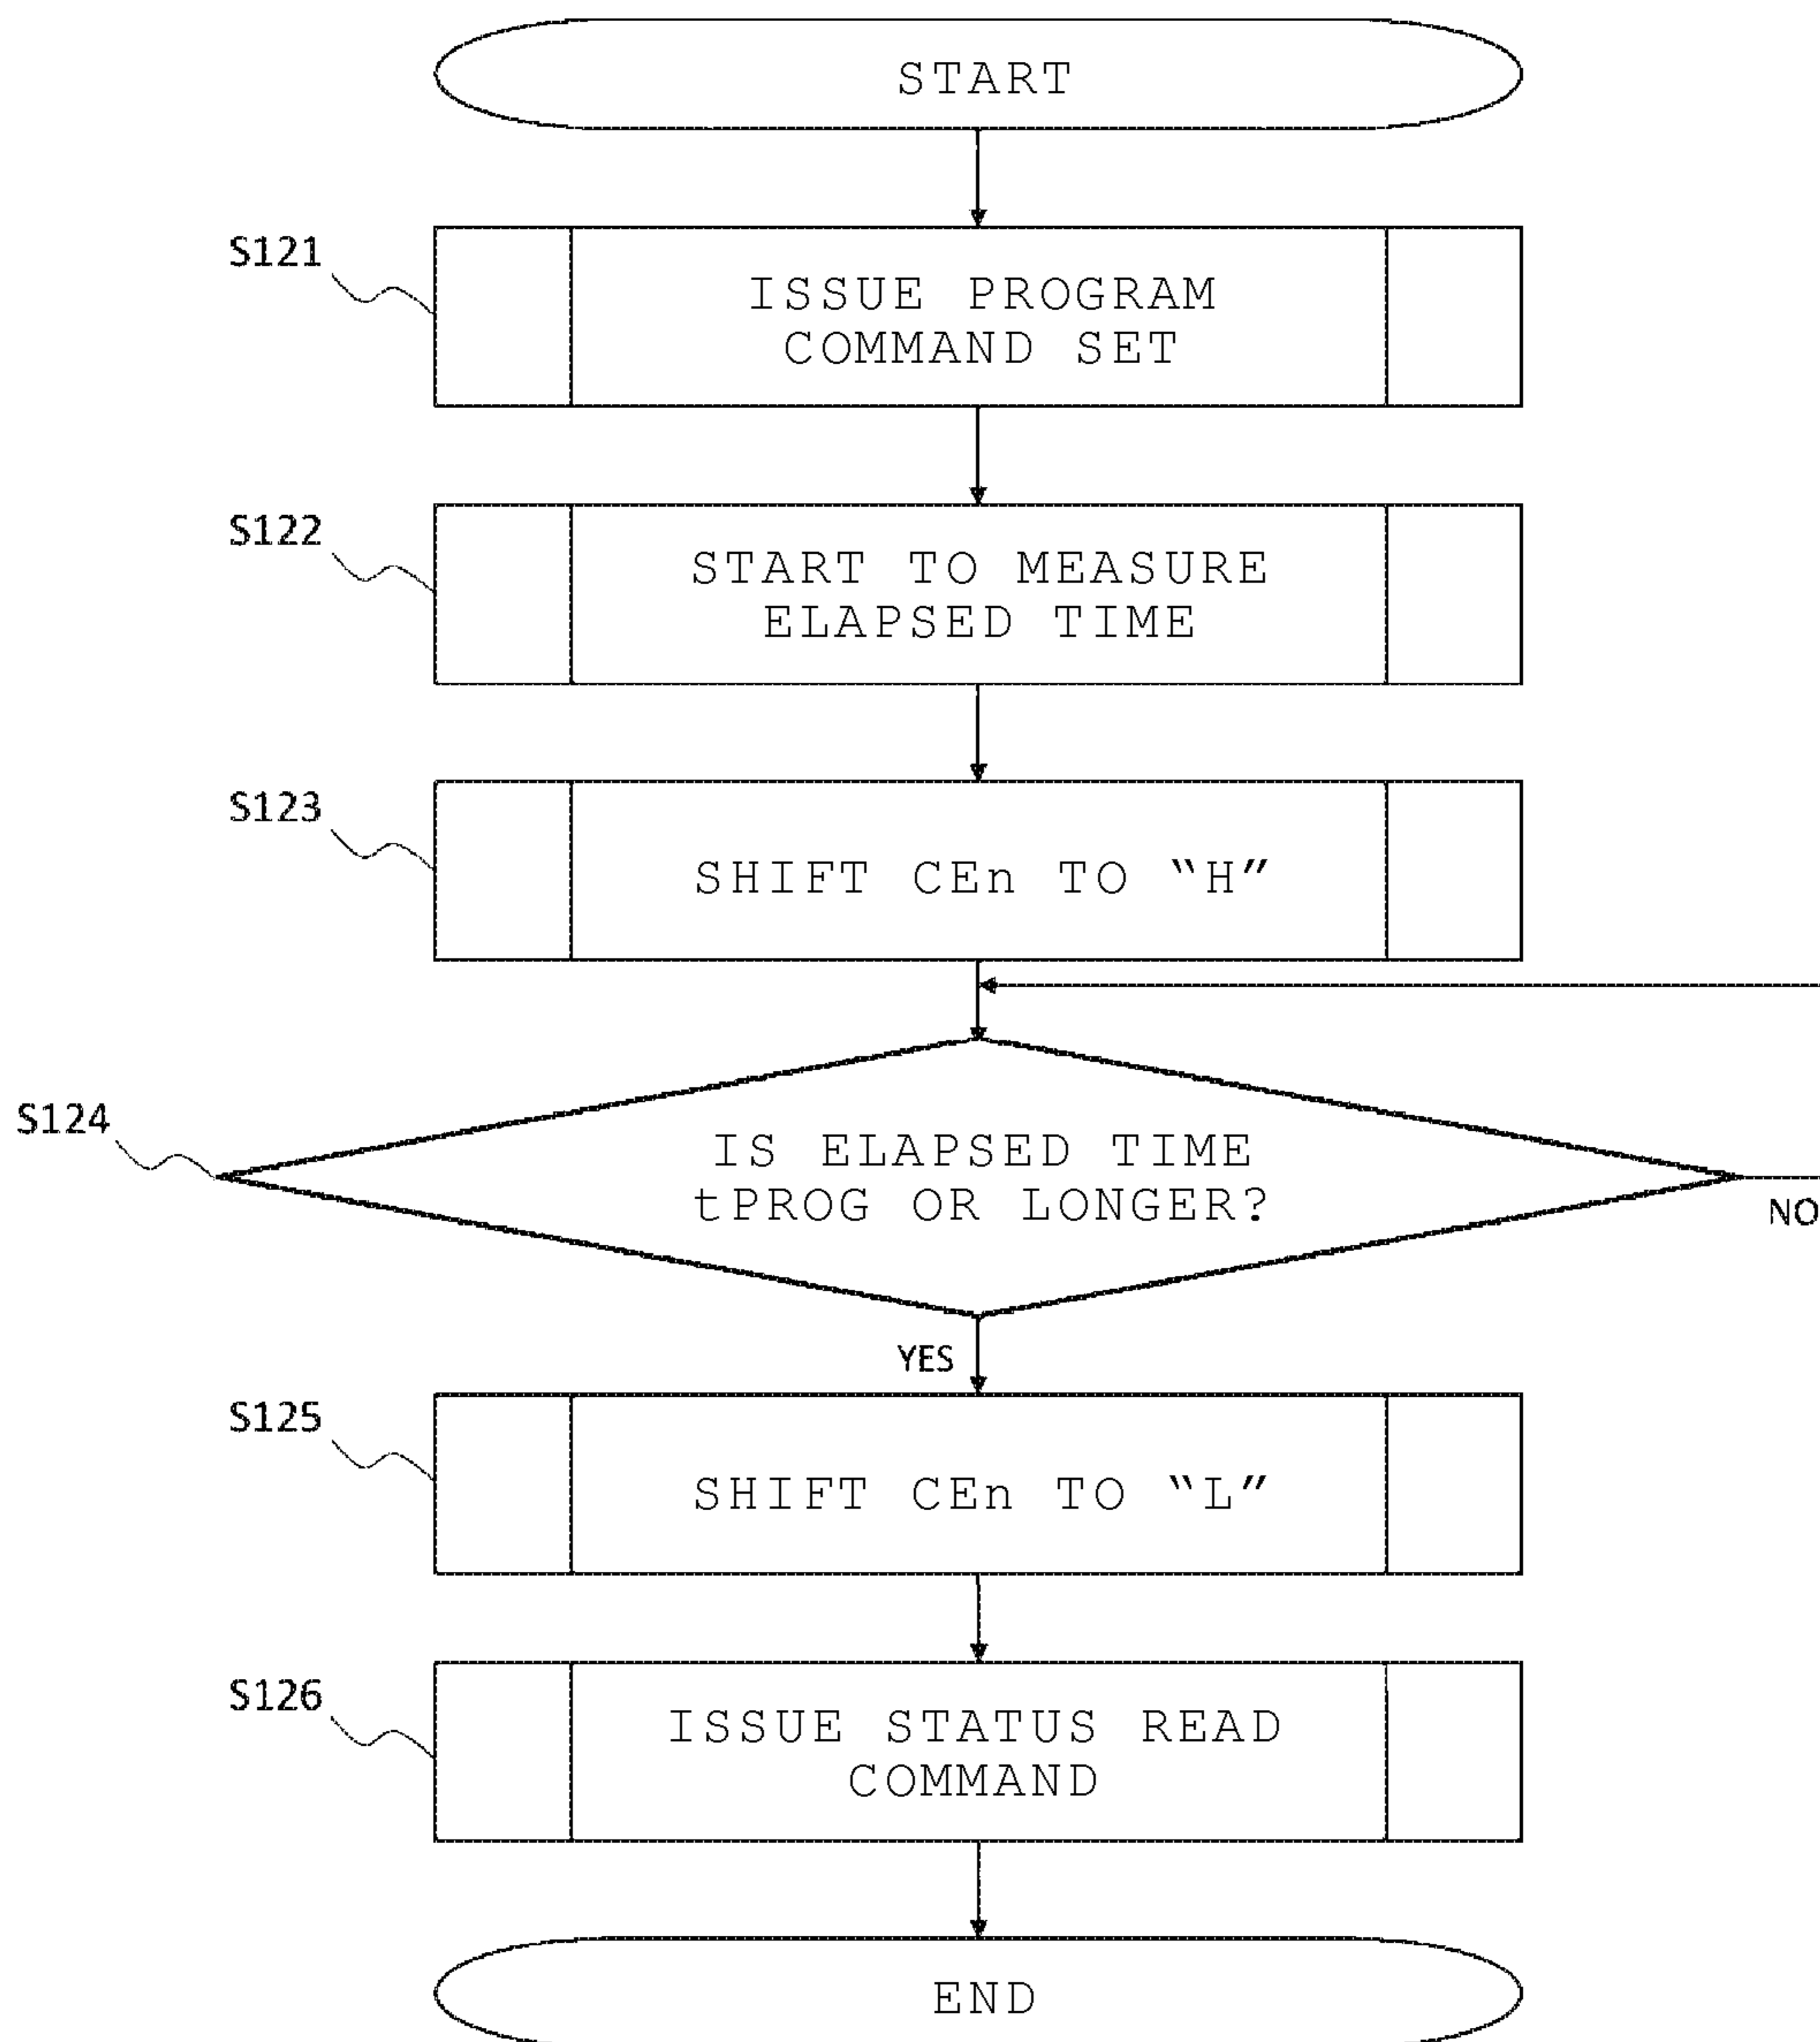 START
S121
ISSUE PROGRAM
COMMAND SET
S122
START TO MEASURE
ELAPSED TIME
S123
SHIFT CEn TO “H”
S124
IS ELAPSED TIME
tPROG OR LONGER?
NO
YES
S125
SHIFT CEn TO “L”
S126
ISSUE STATUS READ
COMMAND
END